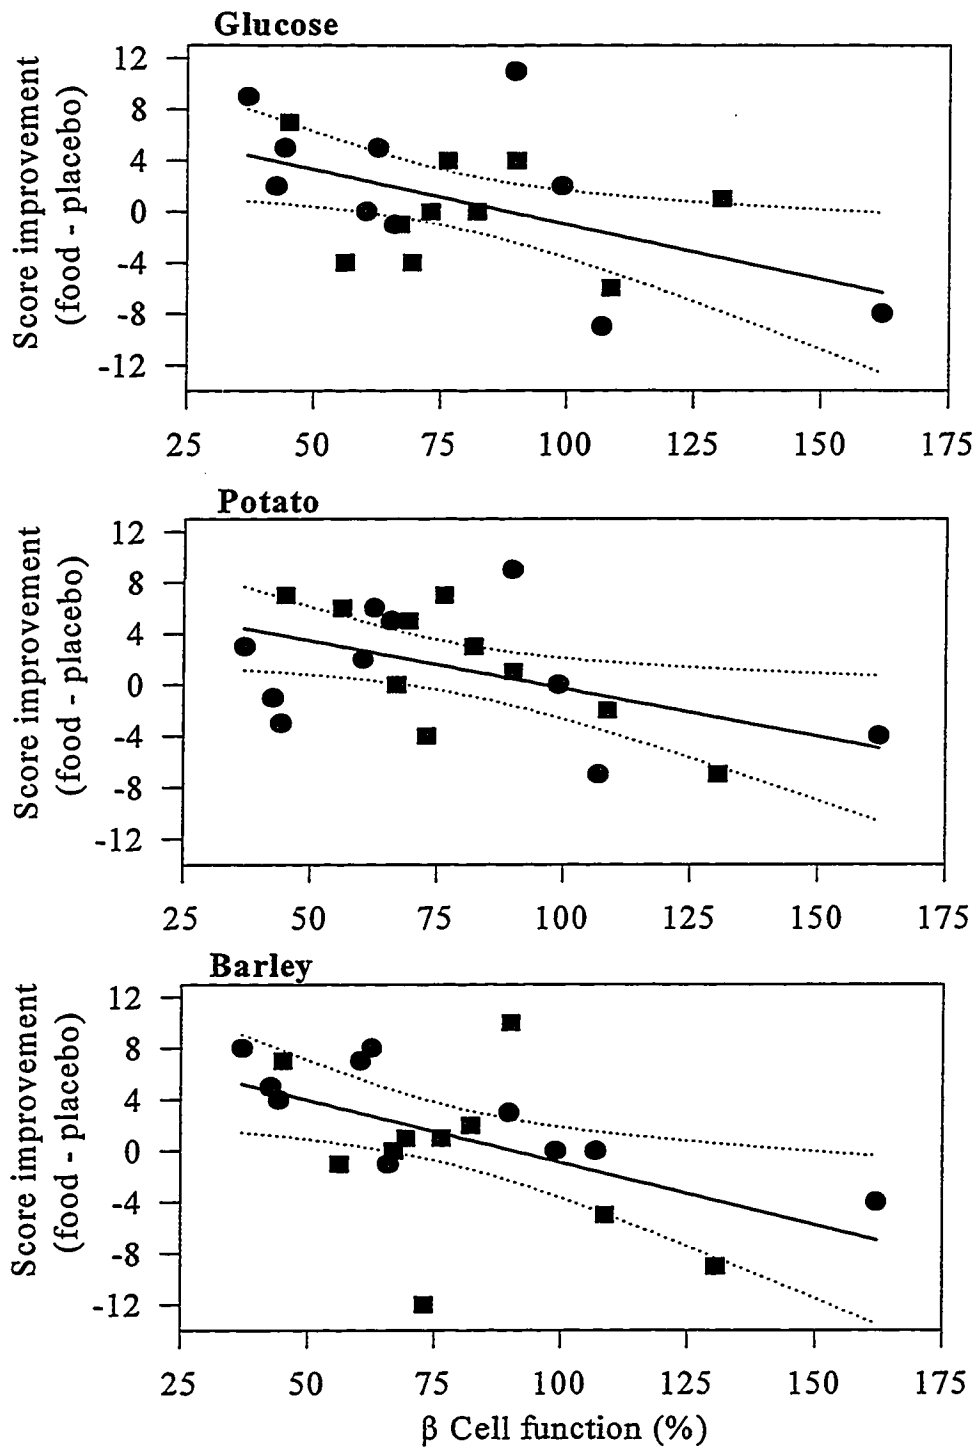 Glucose
Score improvement
(food - placebo)
12
8
4
0
-4
-8
-12
25 50 75 100 125 150 175
Potato
Score improvement
(food - placebo)
12
8
4
0
-4
-8
-12
25 50 75 100 125 150 175
Barley
Score improvement
(food - placebo)
12
8
4
0
-4
-8
-12
25 50 75 100 125 150 175
β Cell function (%)